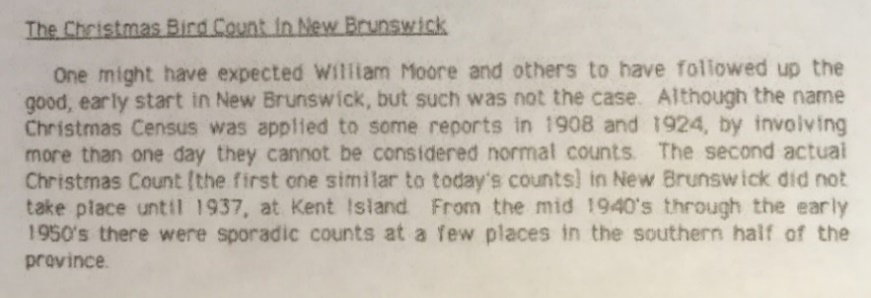 The Christmas Bird Count in New Brunswick
One might have expected William Moore and others to have followed up the
good, early start in New Brunswick, but such was not the case. Although the name
Christmas Census was applied to some reports in 1908 and 1924, by involving
more than one day they cannot be considered normal counts. The second actual
Christmas Count (the first one similar to today's counts) in New Brunswick did not
take place until 1937, at Kent Island. From the mid 1940's through the early
1950's there were sporadic counts at a few places in the southern half of the
province.